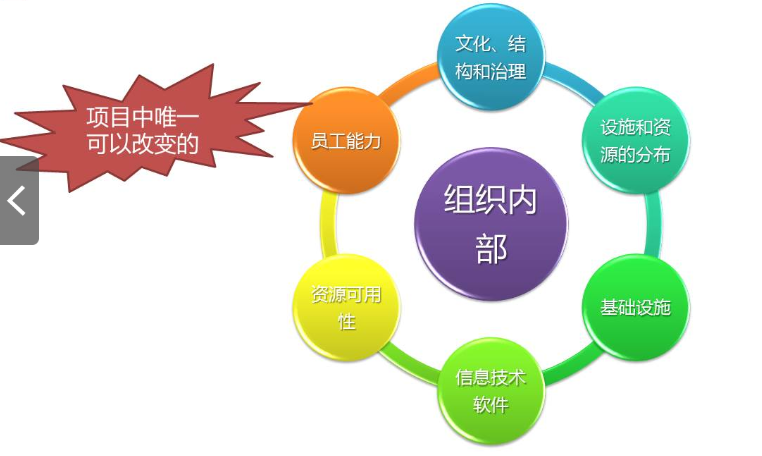 文化、结
构和治理
项目中唯一
可以改变的
员工能力
设施和资
源的分布
组织内
部
资源可用
性
基础设施
信息技术
软件